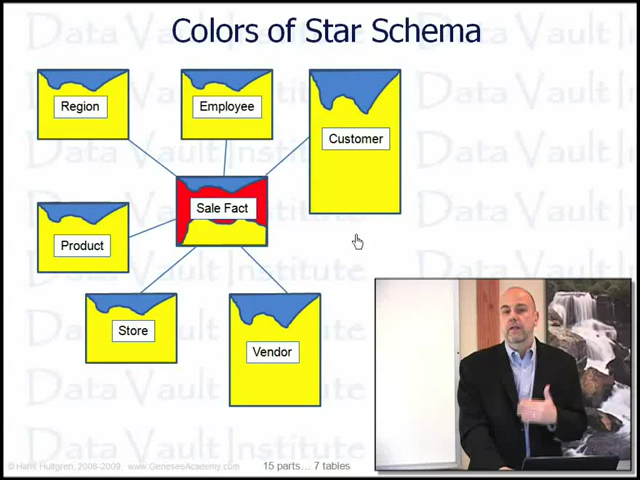 Colors of Star Schema
Region
Employee
Customer
Sale Fact
Product
Store
Vendor
Data Vault Institute
© Hans Hultgren, 2006-2009, www.GeneseeAcademy.com
15 parts... 7 tables